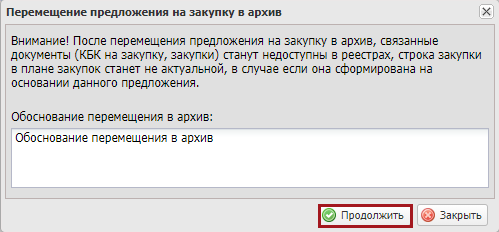 Перемещение предложения на закупку в архив
Внимание! После перемещения предложения на закупку в архив, связанные
документы (КБК на закупку, закупки) станут недоступны в реестрах, строка закупки
в плане закупок станет не актуальной, в случае если она сформирована на
основании данного предложения.
Обоснование перемещения в архив:
Обоснование перемещения в архив
Продолжить
Закрыть